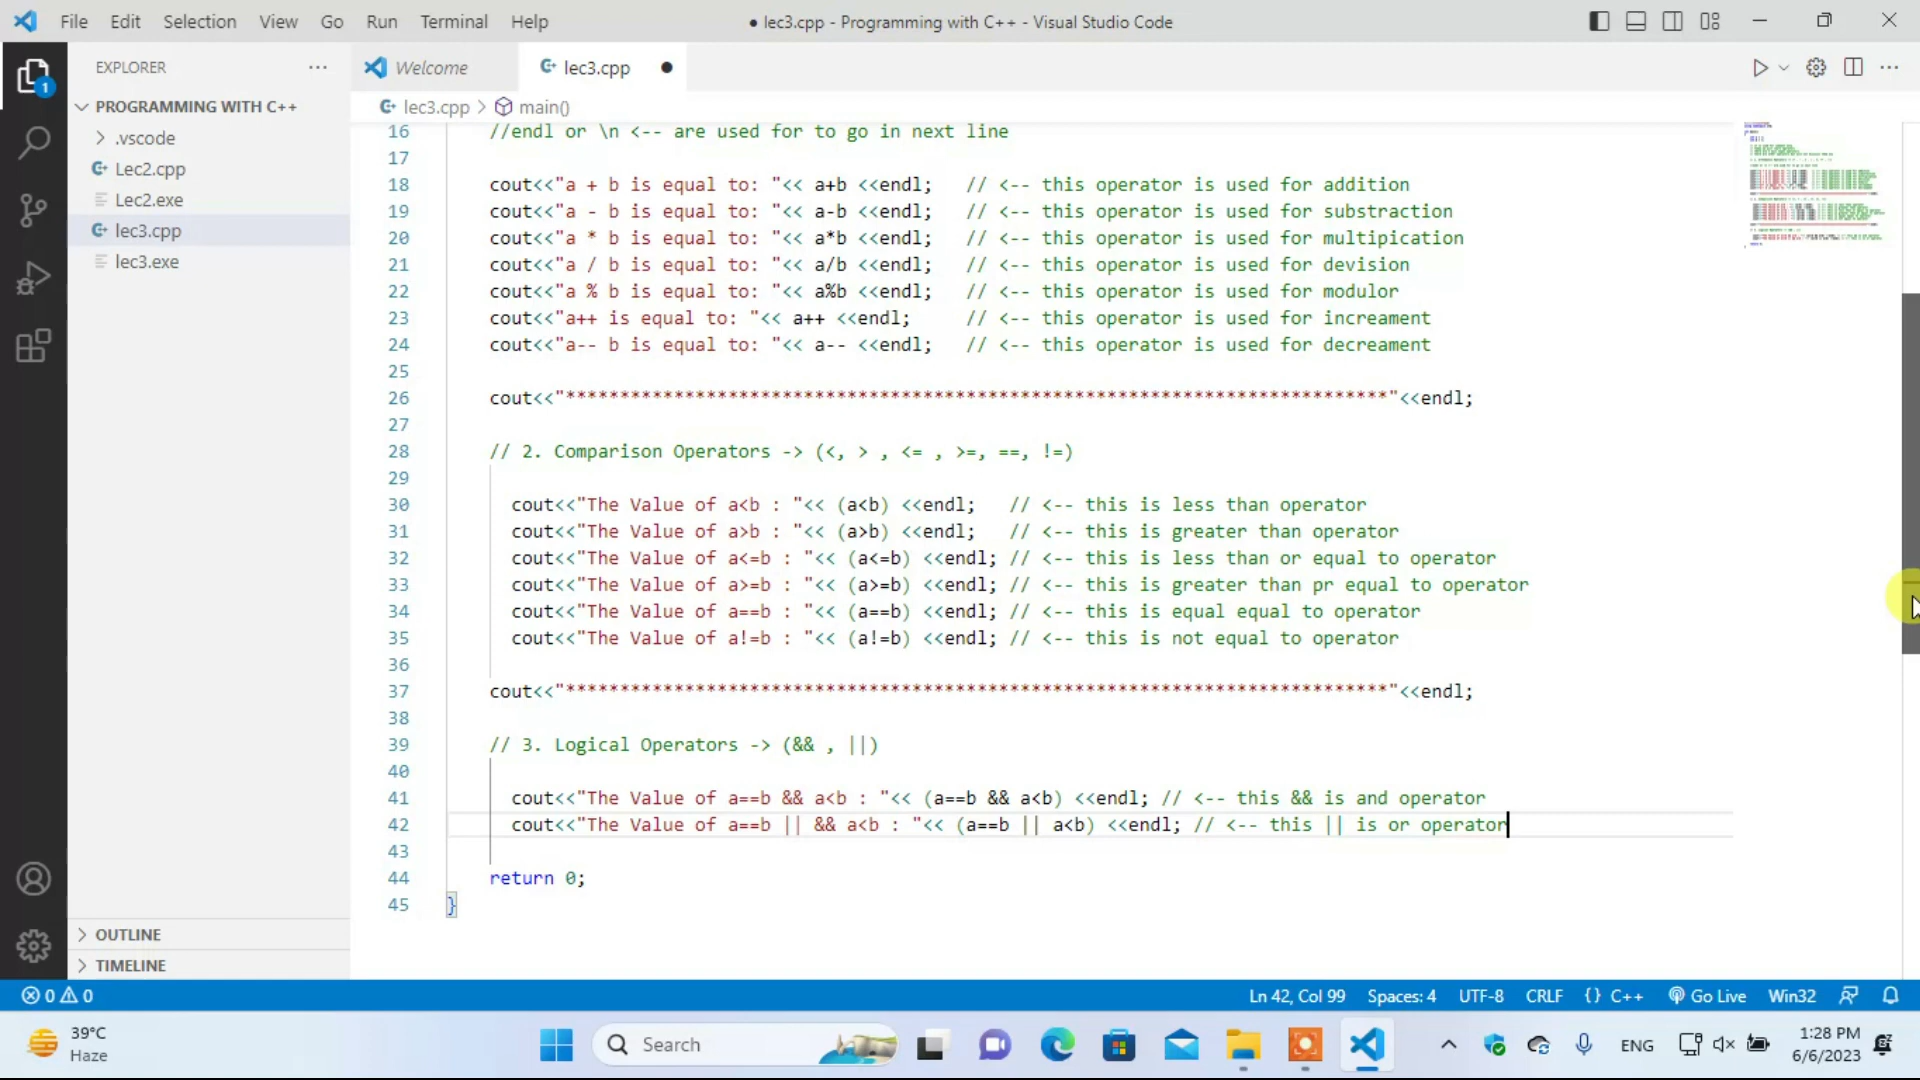 File Edit Selection View Go Run Terminal Help
● lec3.cpp - Programming with C++ - Visual Studio Code
EXPLORER ···
Welcome
lec3.cpp ●
PROGRAMMING WITH C++
lec3.cpp > main()
.vscode
Lec2.cpp
Lec2.exe
lec3.cpp
lec3.exe
16 //endl or \n <-- are used for to go in next line
17
18 cout<<"a + b is equal to: "<< a+b <<endl; // <-- this operator is used for addition
19 cout<<"a - b is equal to: "<< a-b <<endl; // <-- this operator is used for substraction
20 cout<<"a * b is equal to: "<< a*b <<endl; // <-- this operator is used for multipication
21 cout<<"a / b is equal to: "<< a/b <<endl; // <-- this operator is used for devision
22 cout<<"a % b is equal to: "<< a%b <<endl; // <-- this operator is used for modulor
23 cout<<"a++ is equal to: "<< a++ <<endl; // <-- this operator is used for increament
24 cout<<"a-- b is equal to: "<< a-- <<endl; // <-- this operator is used for decreament
25
26 cout<<"****************************************************************************"<<endl;
27
28 // 2. Comparison Operators -> (<, > , <= , >=, ==, !=)
29
30 cout<<"The Value of a<b : "<< (a<b) <<endl; // <-- this is less than operator
31 cout<<"The Value of a>b : "<< (a>b) <<endl; // <-- this is greater than operator
32 cout<<"The Value of a<=b : "<< (a<=b) <<endl; // <-- this is less than or equal to operator
33 cout<<"The Value of a>=b : "<< (a>=b) <<endl; // <-- this is greater than pr equal to operator
34 cout<<"The Value of a==b : "<< (a==b) <<endl; // <-- this is equal equal to operator
35 cout<<"The Value of a!=b : "<< (a!=b) <<endl; // <-- this is not equal to operator
36
37 cout<<"****************************************************************************"<<endl;
38
39 // 3. Logical Operators -> (&& , ||)
40
41 cout<<"The Value of a==b && a<b : "<< (a==b && a<b) <<endl; // <-- this && is and operator
42 cout<<"The Value of a==b || && a<b : "<< (a==b || a<b) <<endl; // <-- this || is or operator
43
44 return 0;
45 }
OUTLINE
TIMELINE
0 0
Ln 42, Col 99 Spaces: 4 UTF-8 CRLF {} C++ Go Live Win32
39°C
Haze
Search
ENG
1:28 PM
6/6/2023
1